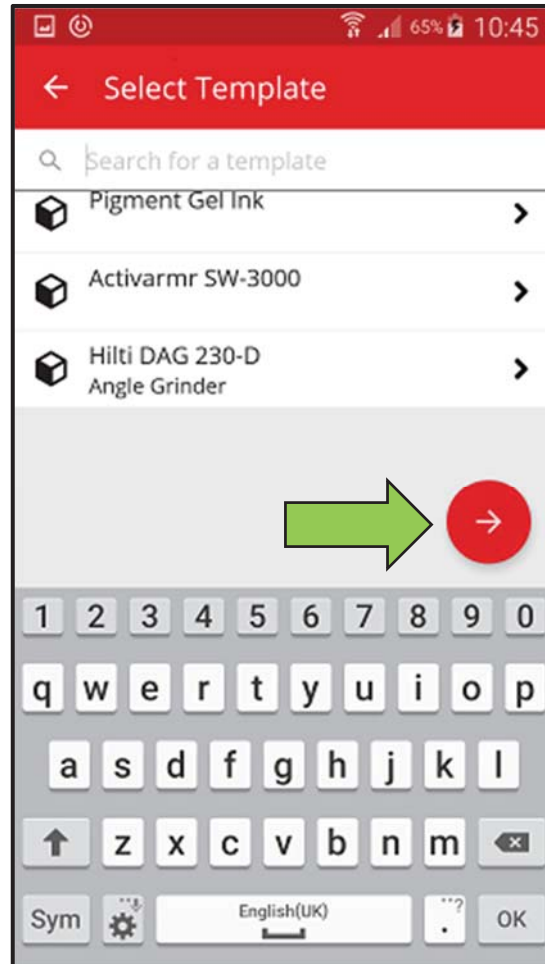 65% 10:45
Select Template
Search for a template
Pigment Gel Ink
Activarmr SW-3000
Hilti DAG 230-D
Angle Grinder
1 2 3 4 5 6 7 8 9 0
q w e r t y u i o p
a s d f g h j k l
z x c v b n m
Sym English(UK) . ...? OK